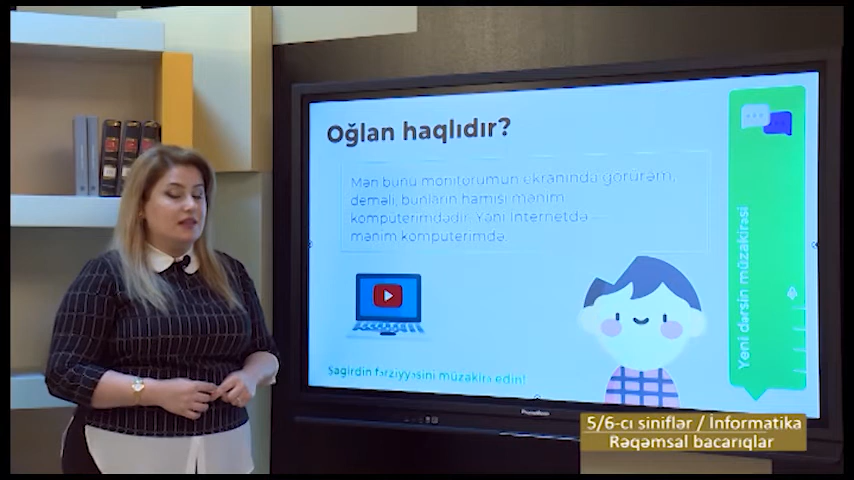 Oğlan haqlıdır?
Mən bunu monitorumun ekranında görürəm,
deməli, bunların hamısı mənim
kompüterimdədir. Yəni İnternetdə —
mənim kompüterimdə.
Şagirdin fərziyyəsini müzakirə edin!
Yeni dərsin müzakirəsi
5/6-cı siniflər / İnformatika
Rəqəmsal bacarıqlar